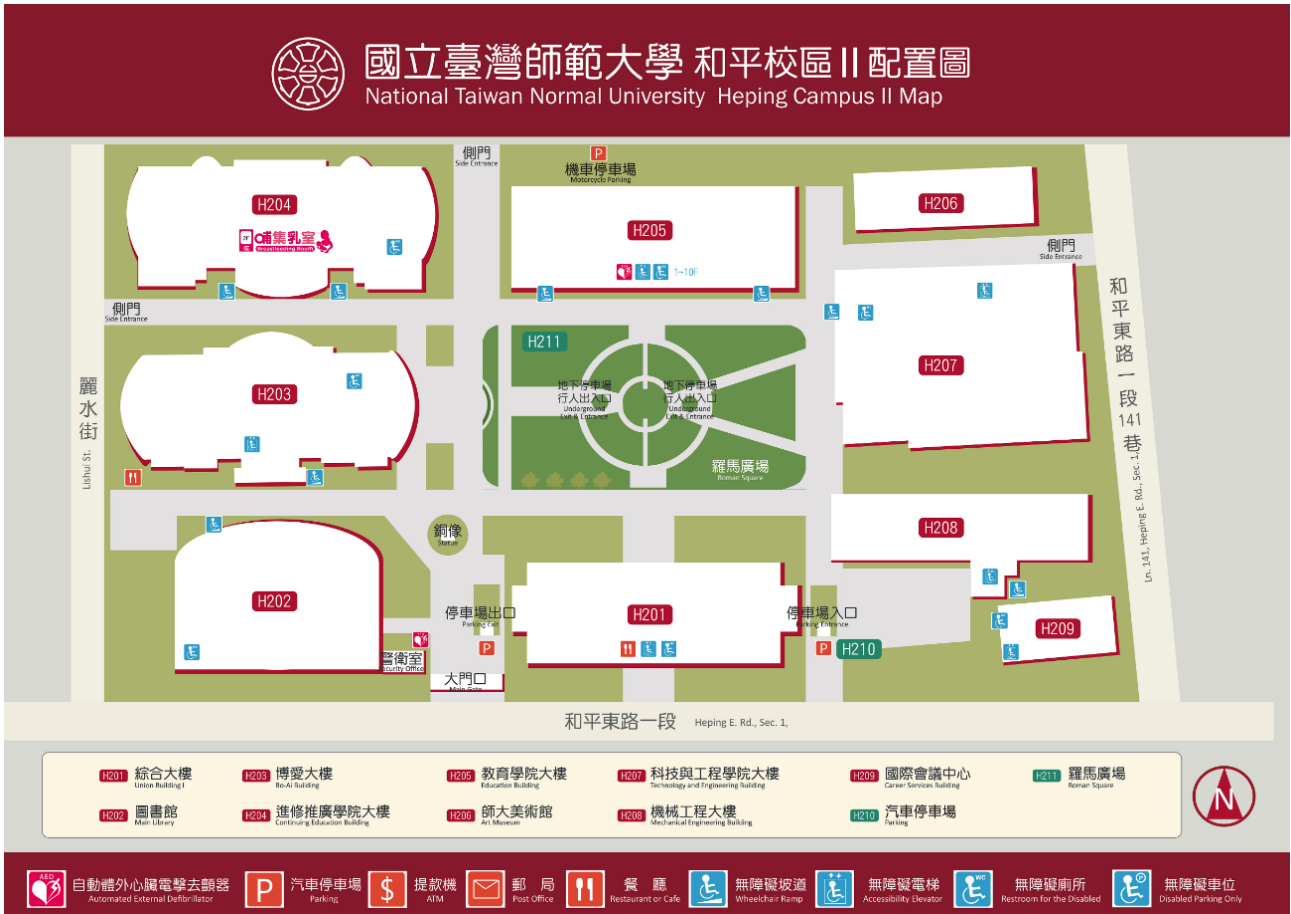 國立臺灣師範大學 和平校區 II 配置圖
National Taiwan Normal University Heping Campus II Map
側門
Side Entrance
P
機車停車場
Motorcycle Parking
H204
2F
哺集乳室
Breastfeeding Room
H205
1~10F
H206
側門
Side Entrance
側門
Side Entrance
H211
H203
H207
地下停車場
行人出入口
Underground
Exit & Entrance
地下停車場
行人出入口
Underground
Exit & Entrance
羅馬廣場
Roman Square
麗水街
Lishui St.
和平東路一段141巷
Ln. 141, Heping E. Rd., Sec. 1,
銅像
Statue
H208
H202
停車場出口
Parking Exit
P
H201
停車場入口
Parking Entrance
P
H210
H209
警衛室
Security Office
大門口
Main Gate
和平東路一段 Heping E. Rd., Sec. 1,
H201 綜合大樓
Union Building I
H203 博愛大樓
Bo-Ai Building
H205 教育學院大樓
Education Building
H207 科技與工程學院大樓
Technology and Engineering Building
H209 國際會議中心
Career Services Building
H211 羅馬廣場
Roman Square
H202 圖書館
Main Library
H204 進修推廣學院大樓
Continuing Education Building
H206 師大美術館
Art Museum
H208 機械工程大樓
Mechanical Engineering Building
H210 汽車停車場
Parking
N
AED
自動體外心臟電擊去顫器
Automated External Defibrillator
P
汽車停車場
Parking
$
提款機
ATM
郵局
Post Office
餐廳
Restaurant or Cafe
無障礙坡道
Wheelchair Ramp
無障礙電梯
Accessibility Elevator
WC
無障礙廁所
Restroom for the Disabled
P
無障礙車位
Disabled Parking Only